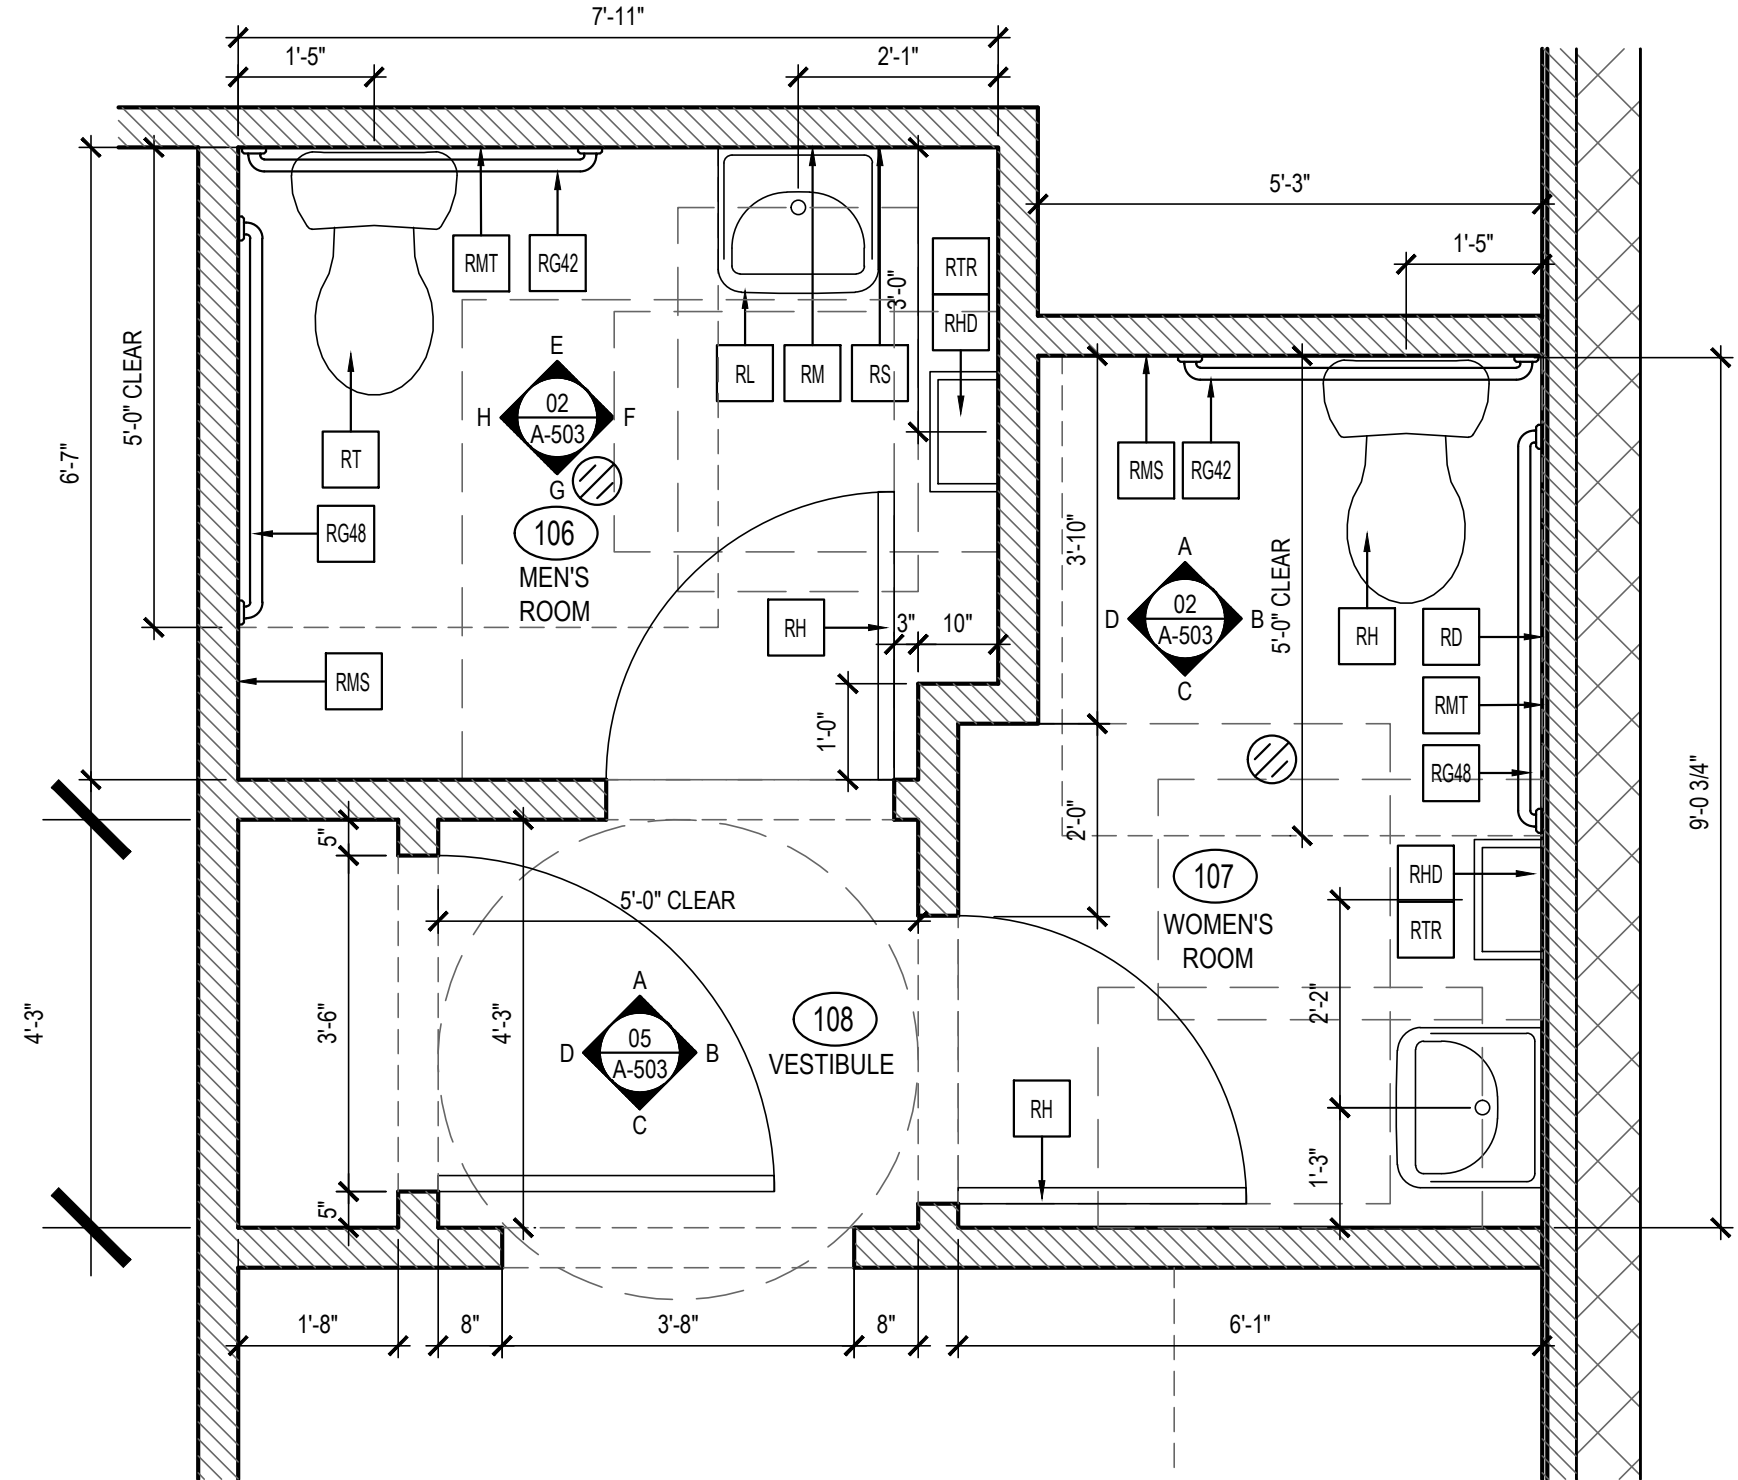 7'-11"
1'-5"
2'-1"
5'-3"
1'-5"
RMT
RG42
RTR
RHD
3'-0"
5'-0" CLEAR
6'-7"
RL
RM
RS
E
H
02
F
A-503
G
RT
RG48
106
MEN'S
ROOM
RH
3"
10"
RMS
1'-0"
RMS
RG42
3'-10"
5'-0" CLEAR
A
D
02
B
A-503
C
RH
RD
RMT
RG48
9'-0 3/4"
2'-0"
5"
107
WOMEN'S
ROOM
RHD
RTR
5'-0" CLEAR
4'-3"
3'-6"
4'-3"
A
D
05
B
A-503
C
108
VESTIBULE
2'-2"
RH
1'-3"
5"
1'-8"
8"
3'-8"
8"
6'-1"